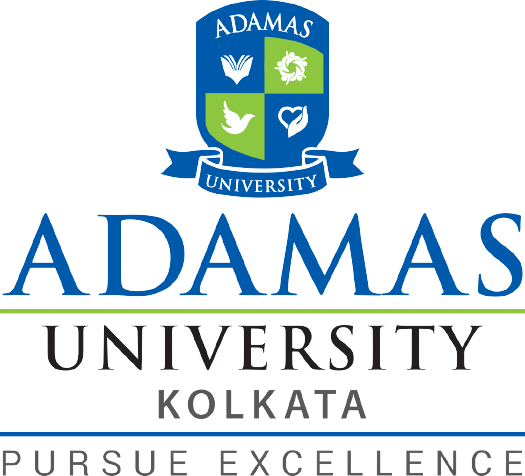 ADAMAS
UNIVERSITY
ADAMAS
UNIVERSITY
KOLKATA
PURSUE EXCELLENCE